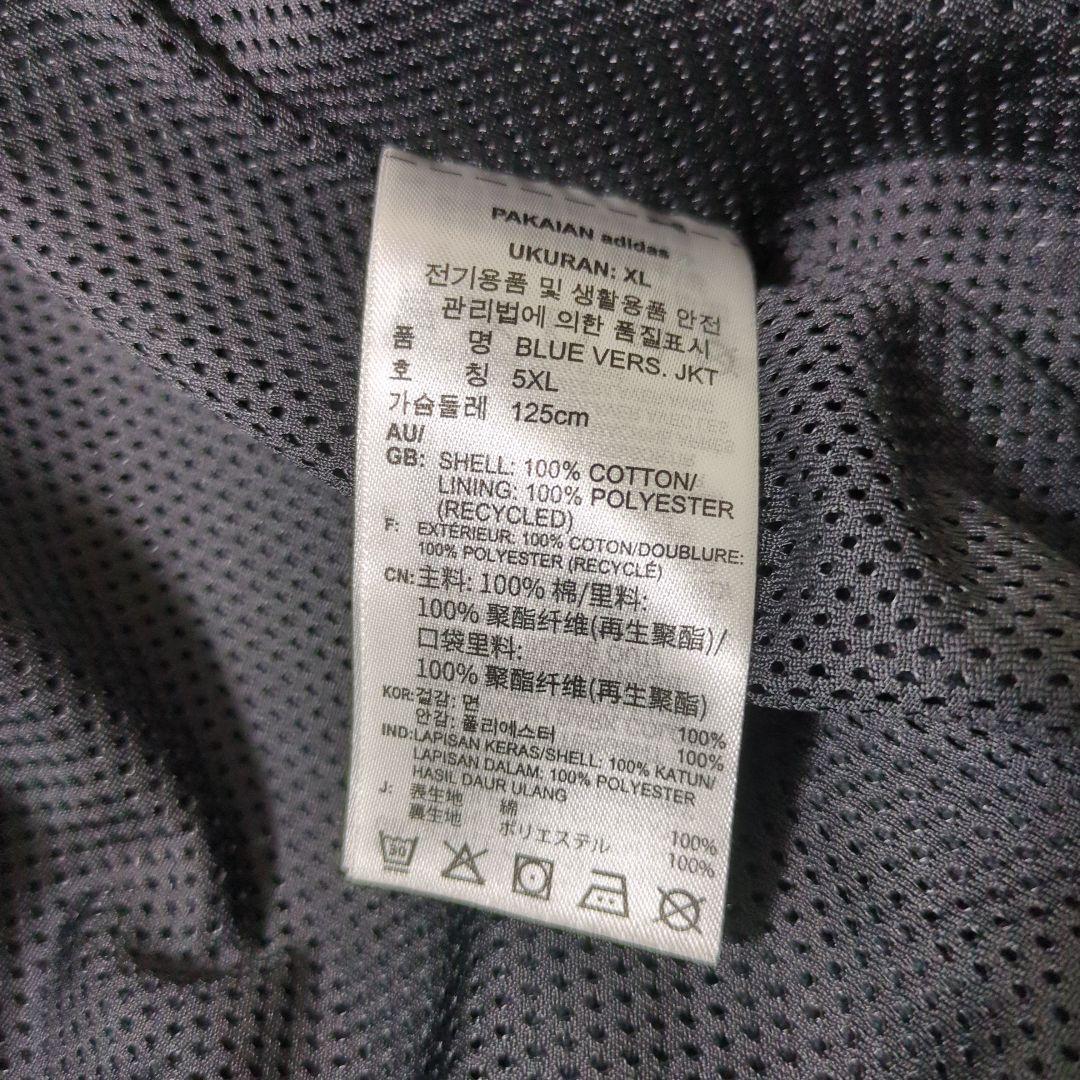 PAKAIAN adidas
UKURAN: XL
전기용품 및 생활용품 안전
관리법에 의한 품질표시
품 명 BLUE VERS. JKT
호 칭 5XL
가슴둘레 125cm
AU/
GB: SHELL: 100% COTTON/
LINING: 100% POLYESTER
(RECYCLED)
F: EXTÉRIEUR: 100% COTON/DOUBLURE:
100% POLYESTER (RECYCLÉ)
CN: 主料: 100% 棉/里料:
100% 聚酯纤维(再生聚酯)/
口袋里料:
100% 聚酯纤维(再生聚酯)
KOR: 겉감: 면 100%
안감: 폴리에스터 100%
IND: LAPISAN KERAS/SHELL: 100% KATUN/
LAPISAN DALAM: 100% POLYESTER
HASIL DAUR ULANG
J: 表生地 綿 100%
裏生地 ポリエステル 100%
30